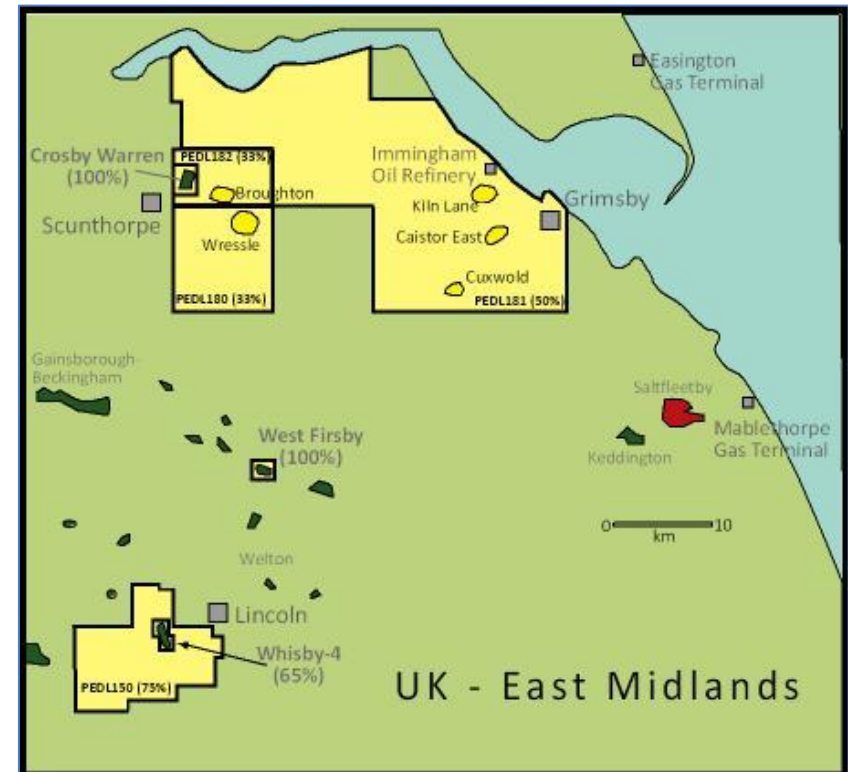 Easington
Gas Terminal
Crosby Warren
(100%)
PEDL182 (33%)
Broughton
Immingham
Oil Refinery
Kiln Lane
Grimsby
Scunthorpe
Wressle
Caistor East
Cuxwold
PEDL180 (33%)
PEDL181 (50%)
Gainsborough-
Beckingham
Saltfleetby
West Firsby
(100%)
Mablethorpe
Gas Terminal
Keddington
0 10
km
Welton
Lincoln
Whisby-4
(65%)
PEDL150 (75%)
UK - East Midlands